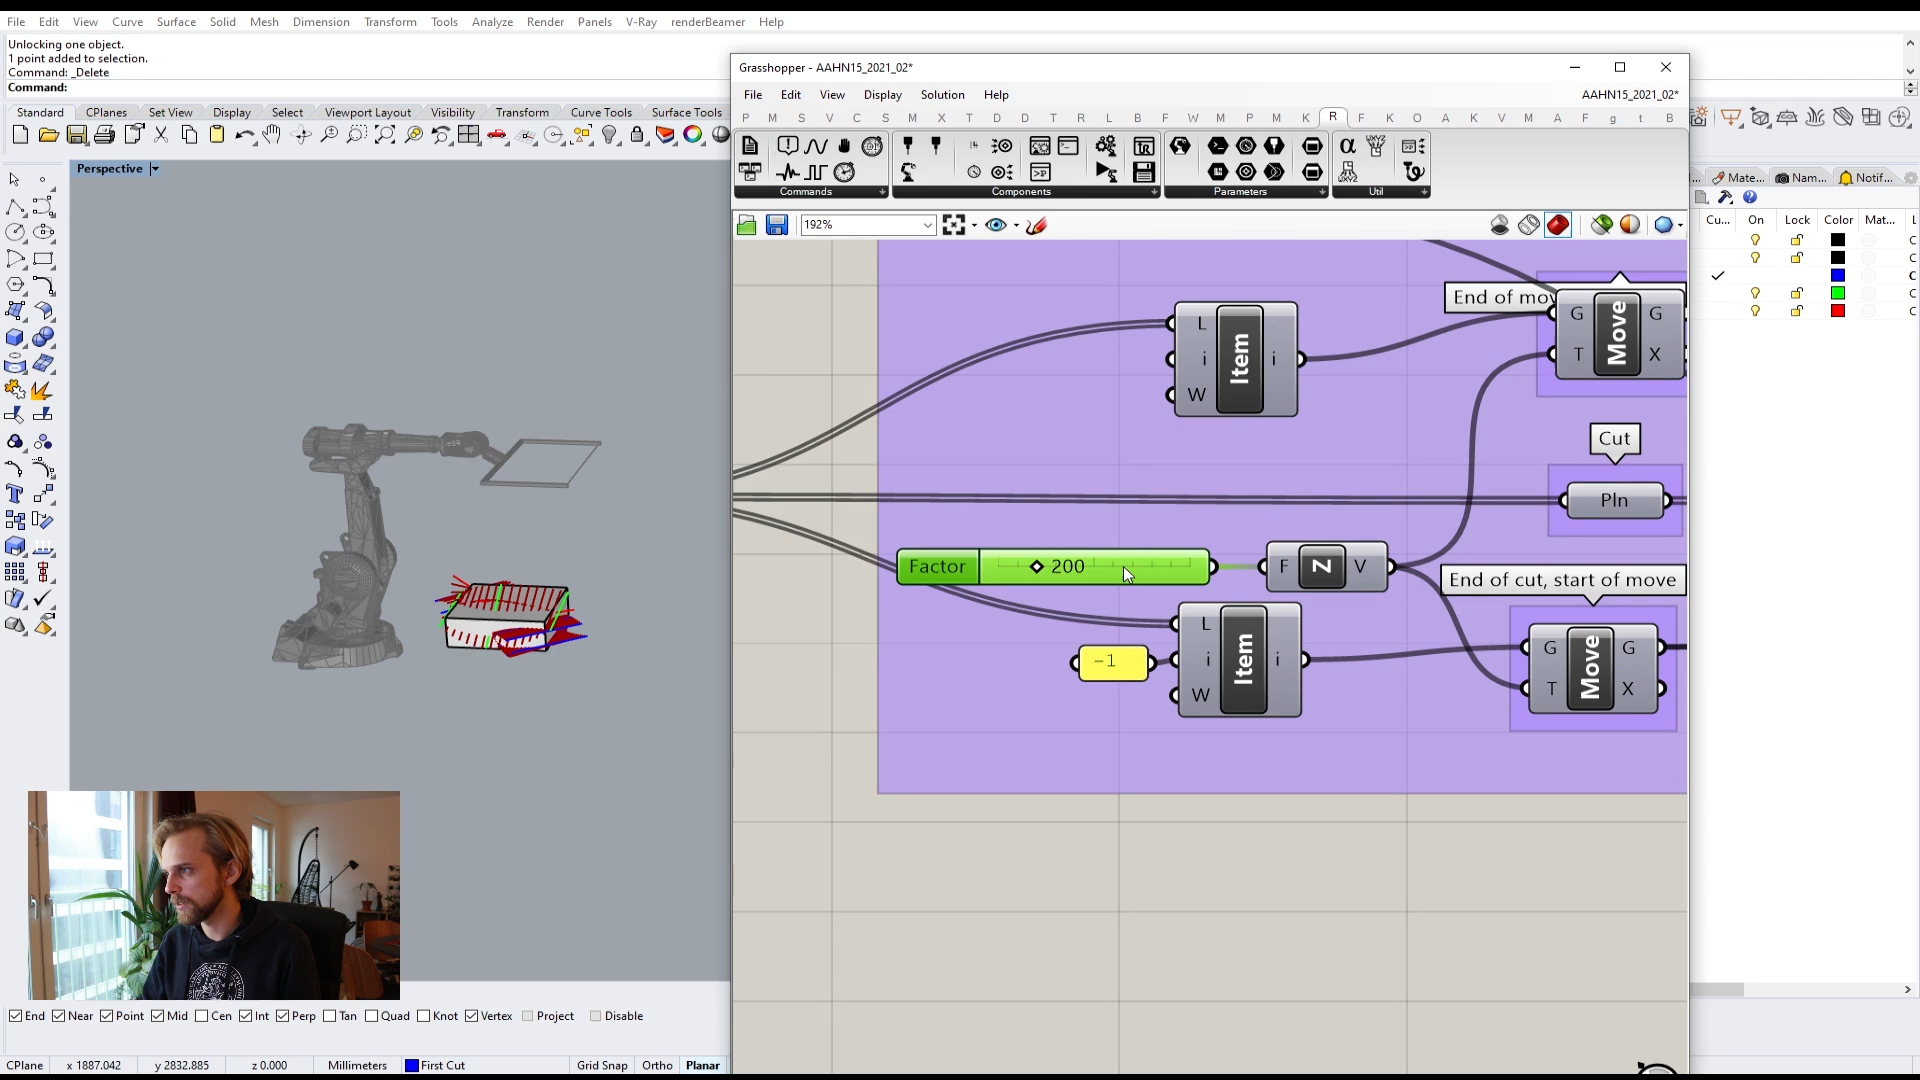 File Edit View Curve Surface Solid Mesh Dimension Transform Tools Analyze Render Panels V-Ray renderBeamer Help
Unlocking one object.
1 point added to selection.
Command: _Delete
Command:
Standard CPlanes Set View Display Select Viewport Layout Visibility Transform Curve Tools Surface Tools
Perspective
Grasshopper - AAHN15_2021_02*
File Edit View Display Solution Help
AAHN15_2021_02*
P M S V C S M X T D D T R L B F W M P M K R F K O V M A F g t B
Commands Components Parameters Util
192%
End of mov
L i W Item i
G T Move G X
Cut
Pln
Factor 200
F Z V
End of cut, start of move
-1
L i W Item i
G T Move G X
... Mate... Nam... Notif...
Cu... On Lock Color Mat... L
End Near Point Mid Cen Int Perp Tan Quad Knot Vertex Project Disable
CPlane x 1887.042 y 2832.885 z 0.000 Millimeters First Cut Grid Snap Ortho Planar